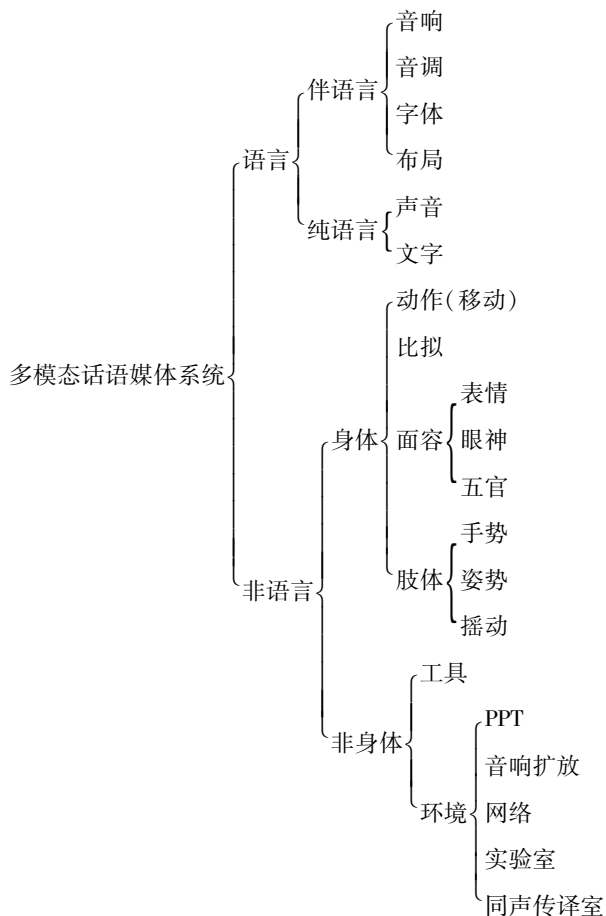 多模态话语媒体系统
语言
伴语言
音响
音调
字体
布局
纯语言
声音
文字
非语言
身体
动作(移动)
比拟
面容
表情
眼神
五官
肢体
手势
姿势
摇动
非身体
工具
环境
PPT
音响扩放
网络
实验室
同声传译室